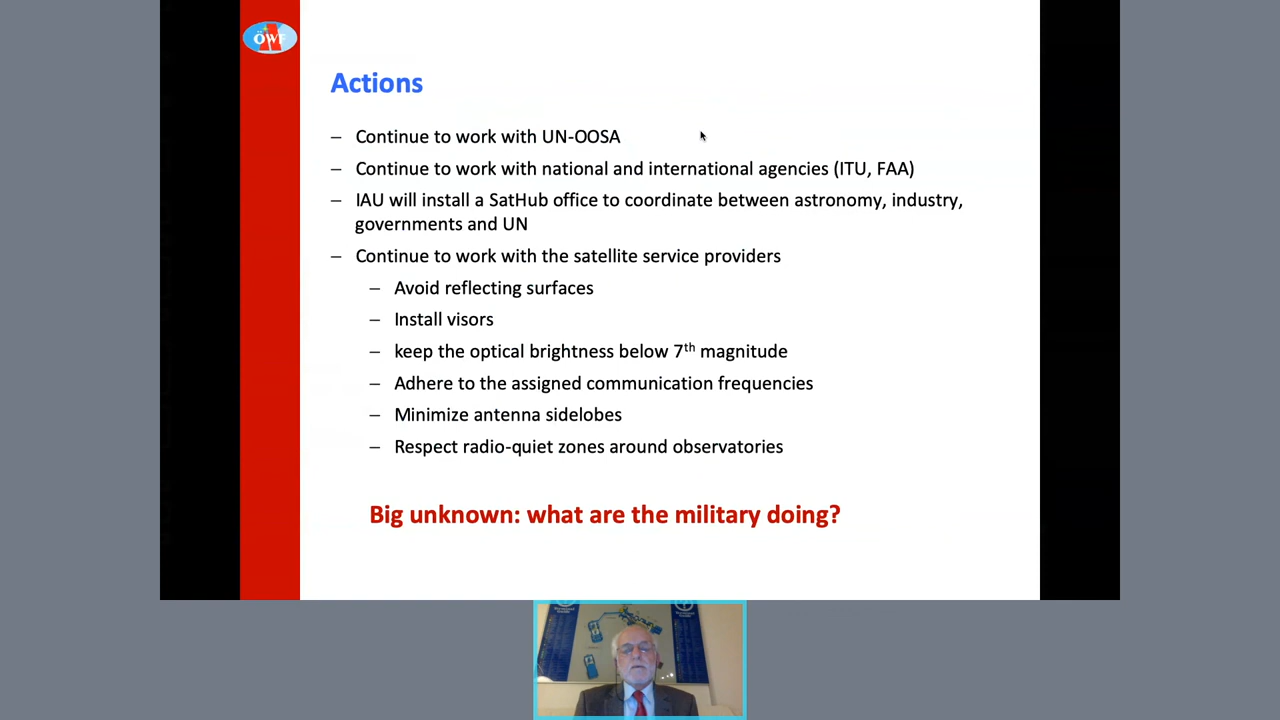 ÖWF
Actions
– Continue to work with UN-OOSA
– Continue to work with national and international agencies (ITU, FAA)
– IAU will install a SatHub office to coordinate between astronomy, industry,
governments and UN
– Continue to work with the satellite service providers
– Avoid reflecting surfaces
– Install visors
– keep the optical brightness below 7th magnitude
– Adhere to the assigned communication frequencies
– Minimize antenna sidelobes
– Respect radio-quiet zones around observatories
Big unknown: what are the military doing?